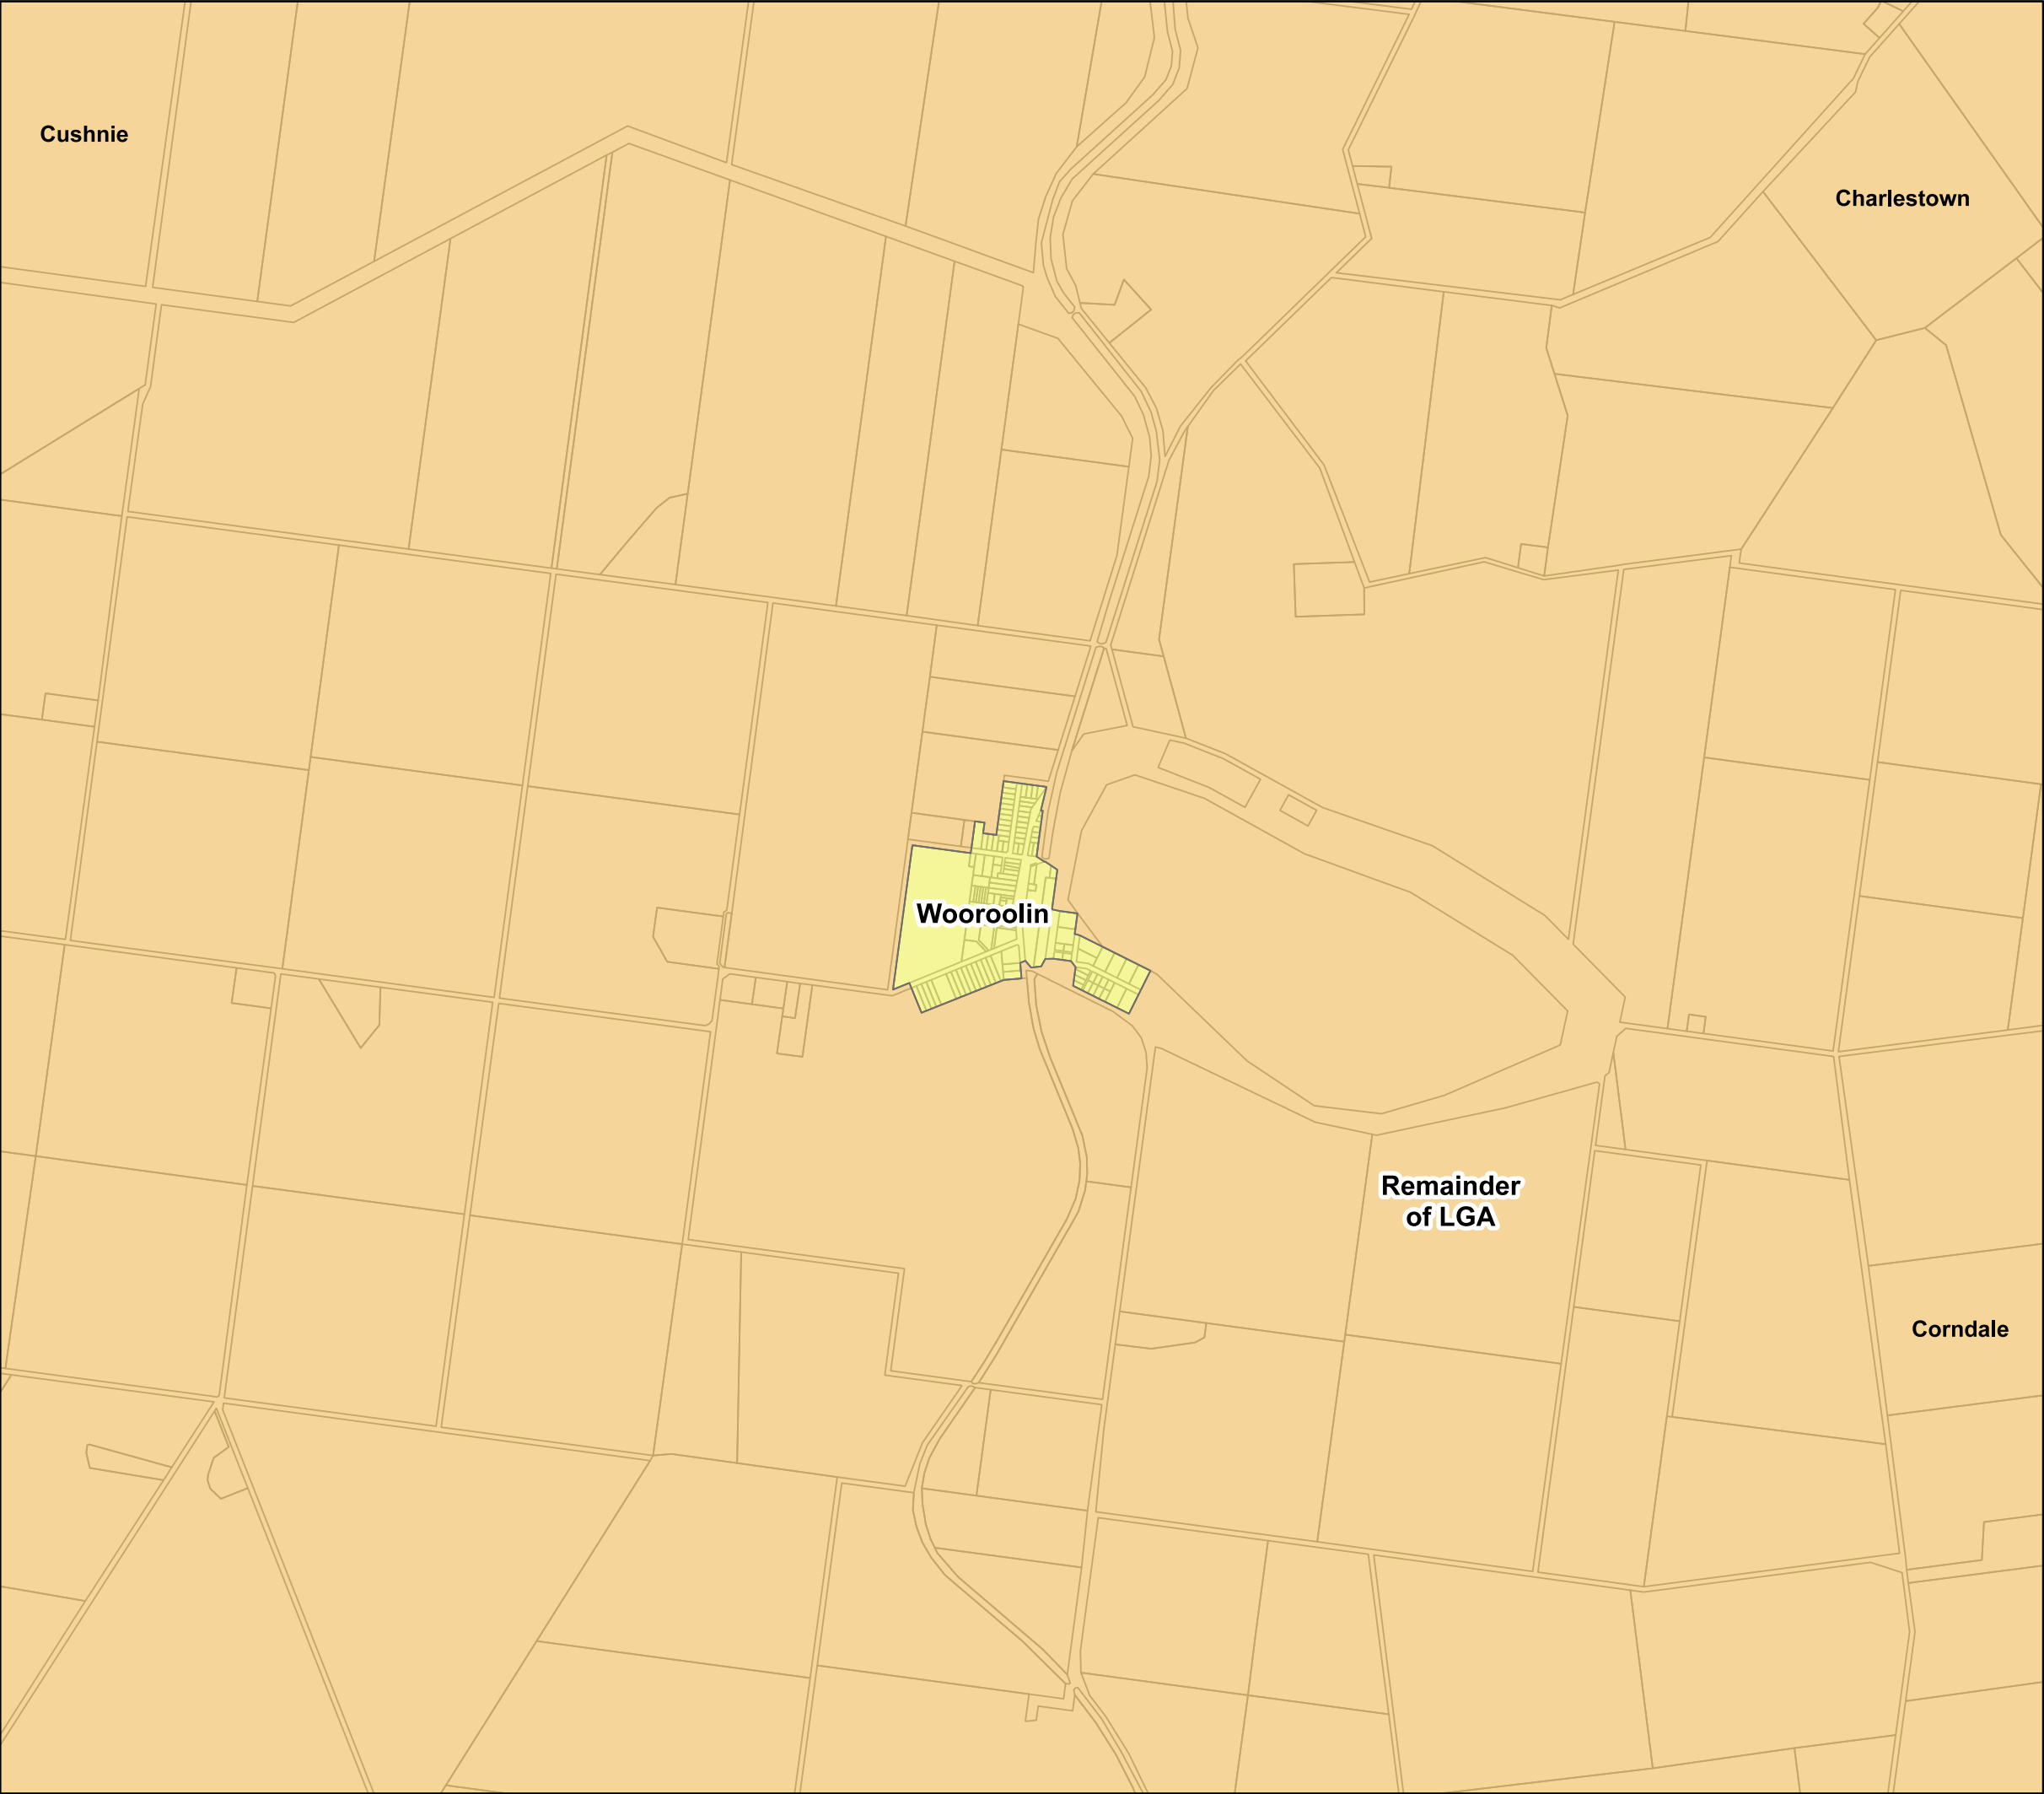 Cushnie
Charlestown
Wooroolin
Remainder
of LGA
Corndale